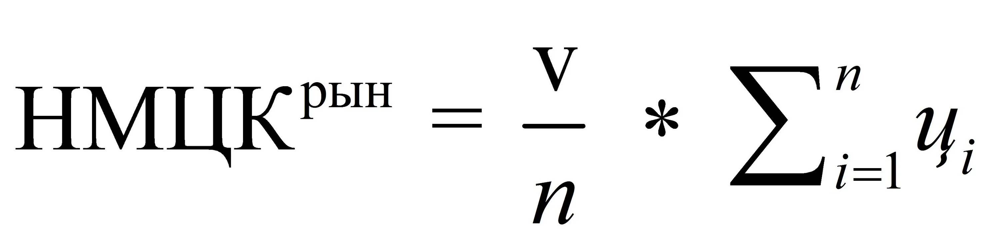 НМЦК^рын = v/n * ∑_{i=1}^{n} ц_i